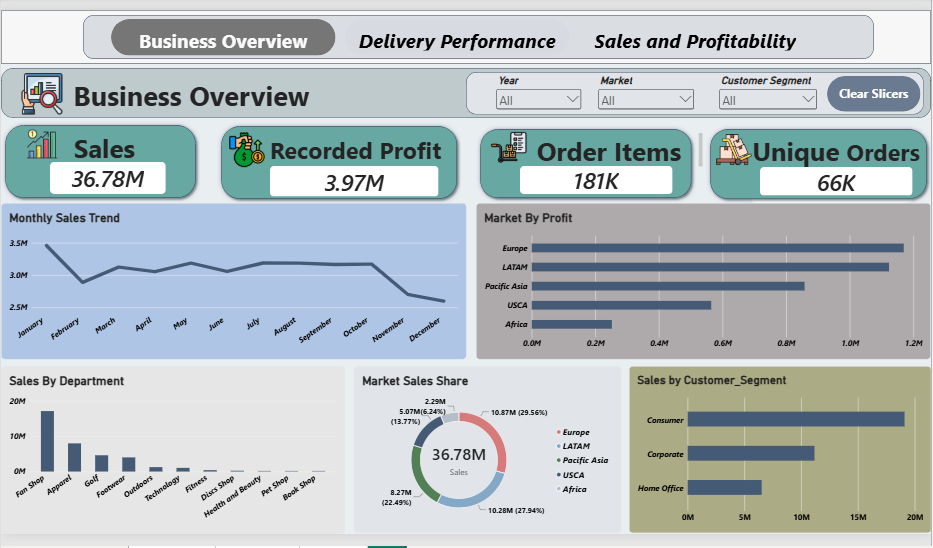 Business Overview
Delivery Performance
Sales and Profitability
Business Overview
Year
All
Market
All
Customer Segment
All
Clear Slicers
Sales
36.78M
Recorded Profit
3.97M
Order Items
181K
Unique Orders
66K
Monthly Sales Trend
3.5M
3.0M
2.5M
January
February
March
April
May
June
July
August
September
October
November
December
Market By Profit
Europe
LATAM
Pacific Asia
USCA
Africa
0.0M
0.2M
0.4M
0.6M
0.8M
1.0M
1.2M
Sales By Department
20M
10M
0M
Fan Shop
Apparel
Golf
Footwear
Outdoors
Technology
Fitness
Discs Shop
Health and Beauty
Pet Shop
Book Shop
Market Sales Share
2.29M
(6.24%)
5.07M
(13.77%)
10.87M (29.56%)
36.78M
Sales
8.27M
(22.49%)
10.28M (27.94%)
Europe
LATAM
Pacific Asia
USCA
Africa
Sales by Customer_Segment
Consumer
Corporate
Home Office
0M
5M
10M
15M
20M